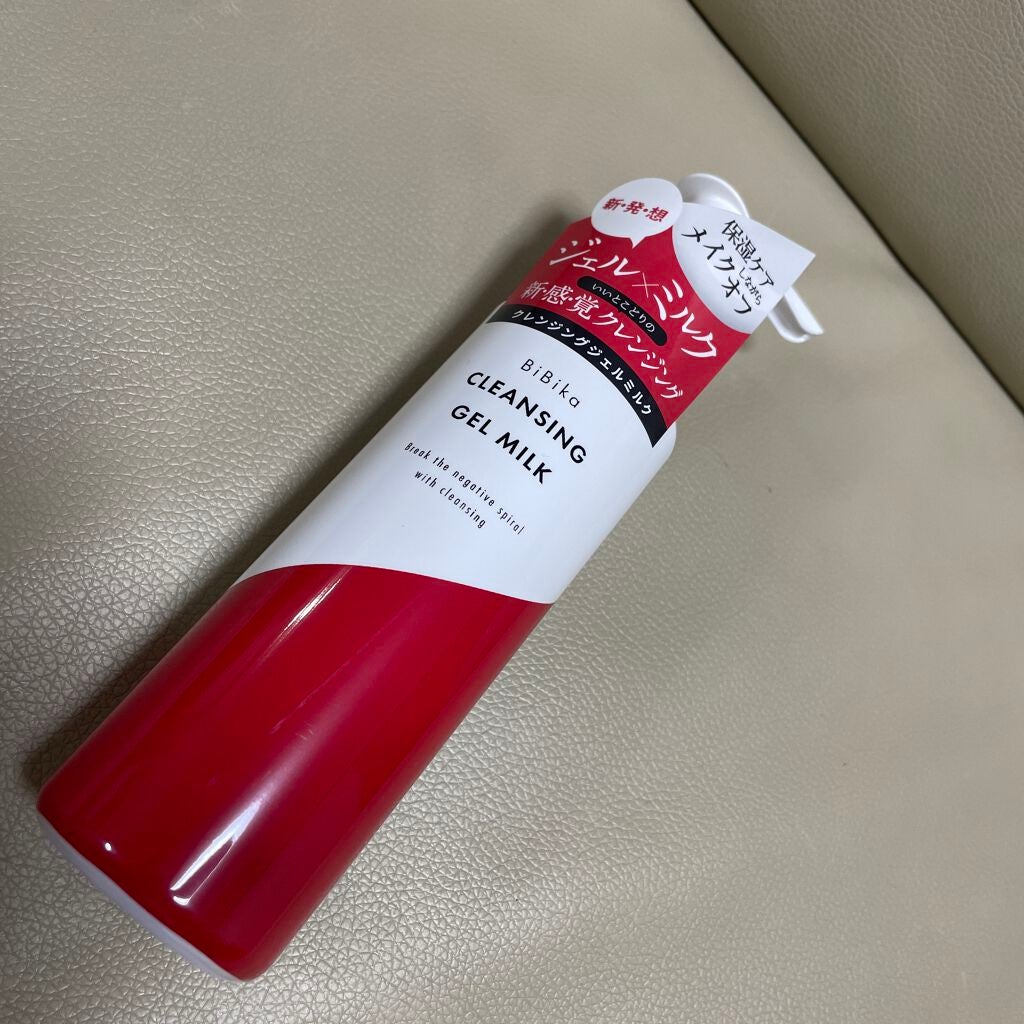 新・発・想
保湿ケア
しながら
メイクオフ
ジェル×ミルク
いいとことりの
新・感・覚クレンジング
クレンジングジェルミルク
BiBika
CLEANSING
GEL MILK
Break the negative spiral
with cleansing